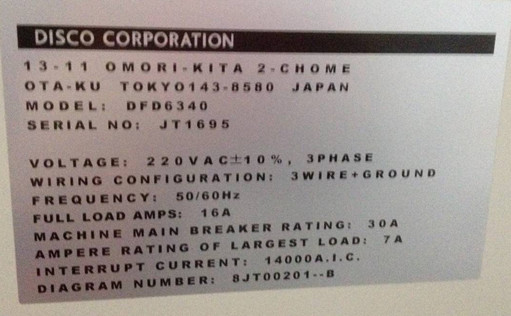 DISCO CORPORATION
13-11 OMORI-KITA 2-CHOME
OTA-KU TOKYO143-8580 JAPAN
MODEL: DFD6340
SERIAL NO: JT1695
VOLTAGE: 220VAC±10%, 3PHASE
WIRING CONFIGURATION: 3WIRE+GROUND
FREQUENCY: 50/60Hz
FULL LOAD AMPS: 16A
MACHINE MAIN BREAKER RATING: 30A
AMPERE RATING OF LARGEST LOAD: 7A
INTERRUPT CURRENT: 14000A.I.C.
DIAGRAM NUMBER: 8JT00201--B